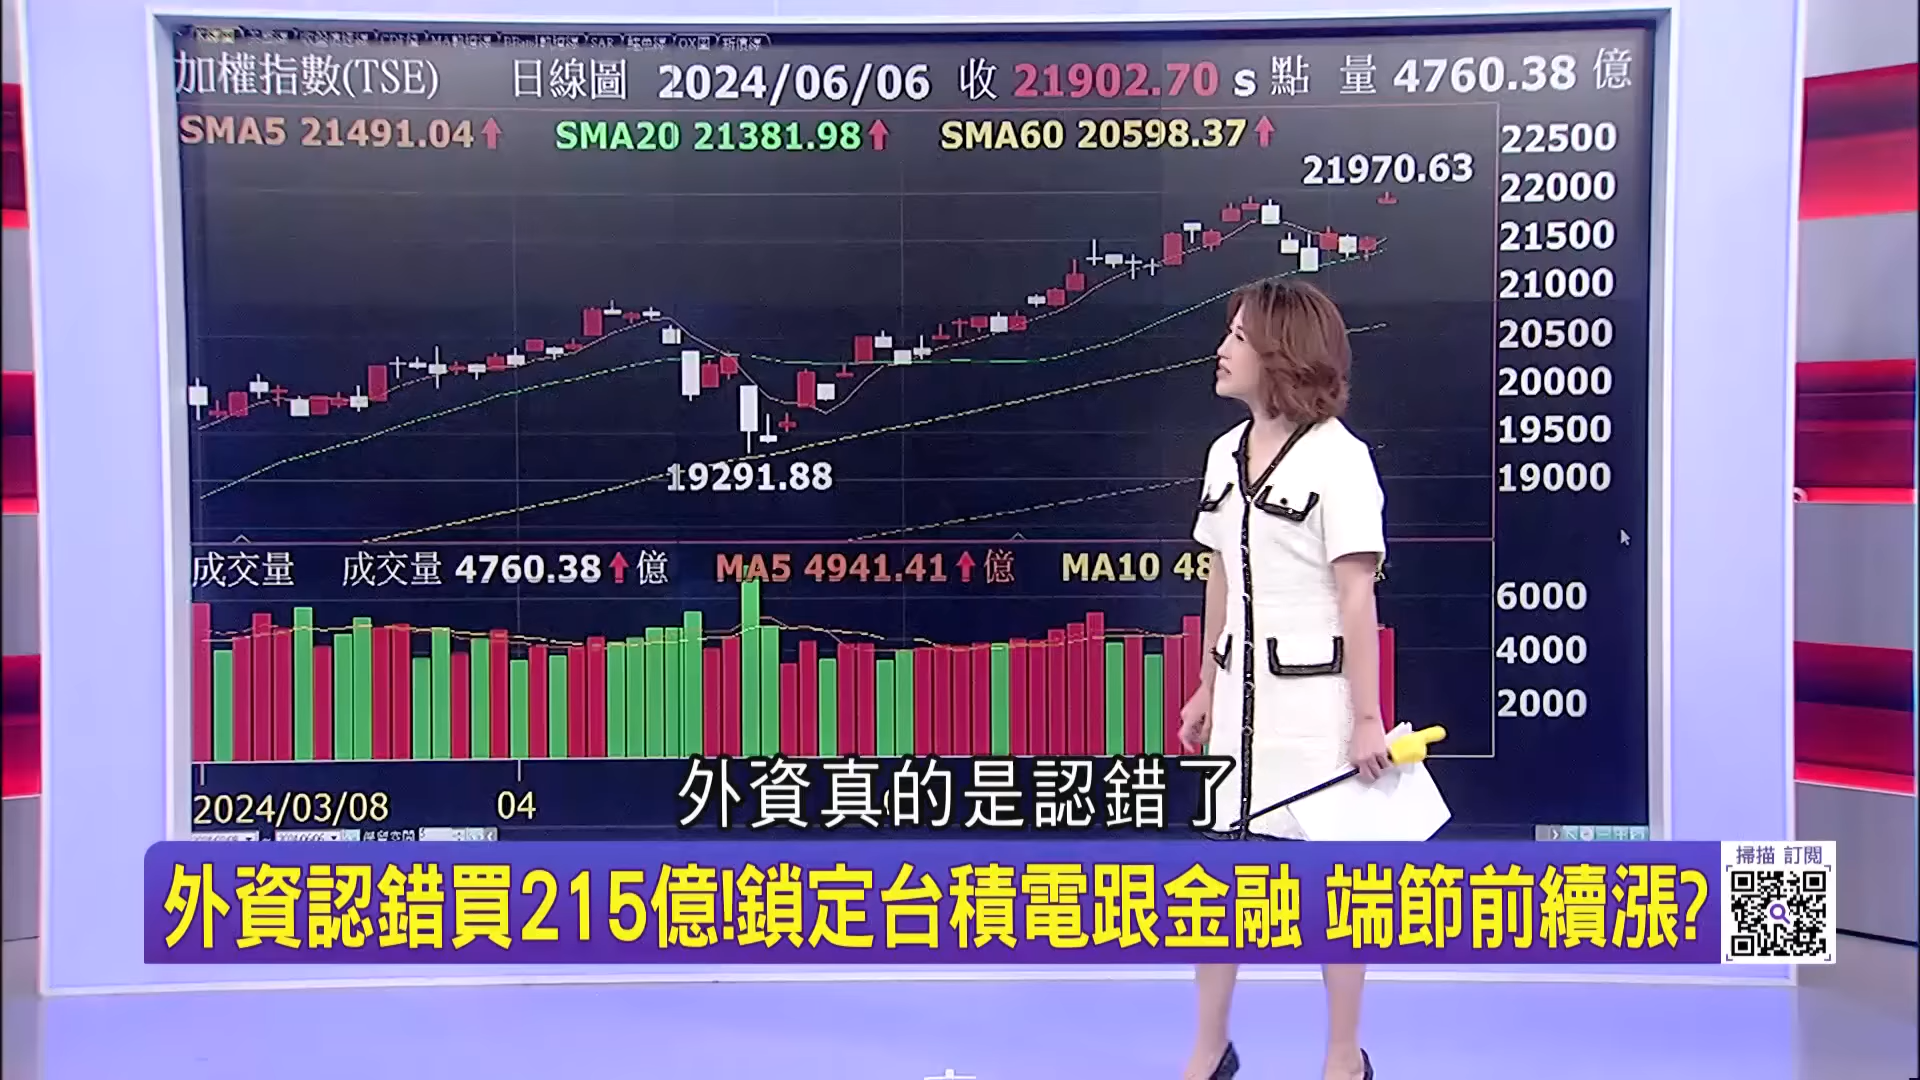 加權指數(TSE) 日線圖 2024/06/06 收 21902.70 s 點 量 4760.38 億
SMA5 21491.04↑ SMA20 21381.98↑ SMA60 20598.37↑
22500
21970.63
22000
21500
21000
20500
20000
19500
19291.88
19000
成交量 成交量 4760.38↑億 MA5 4941.41↑億 MA10 48
6000
4000
2000
2024/03/08 04
外資真的是認錯了
外資認錯買215億!鎖定台積電跟金融 端節前續漲?
掃描 訂閱